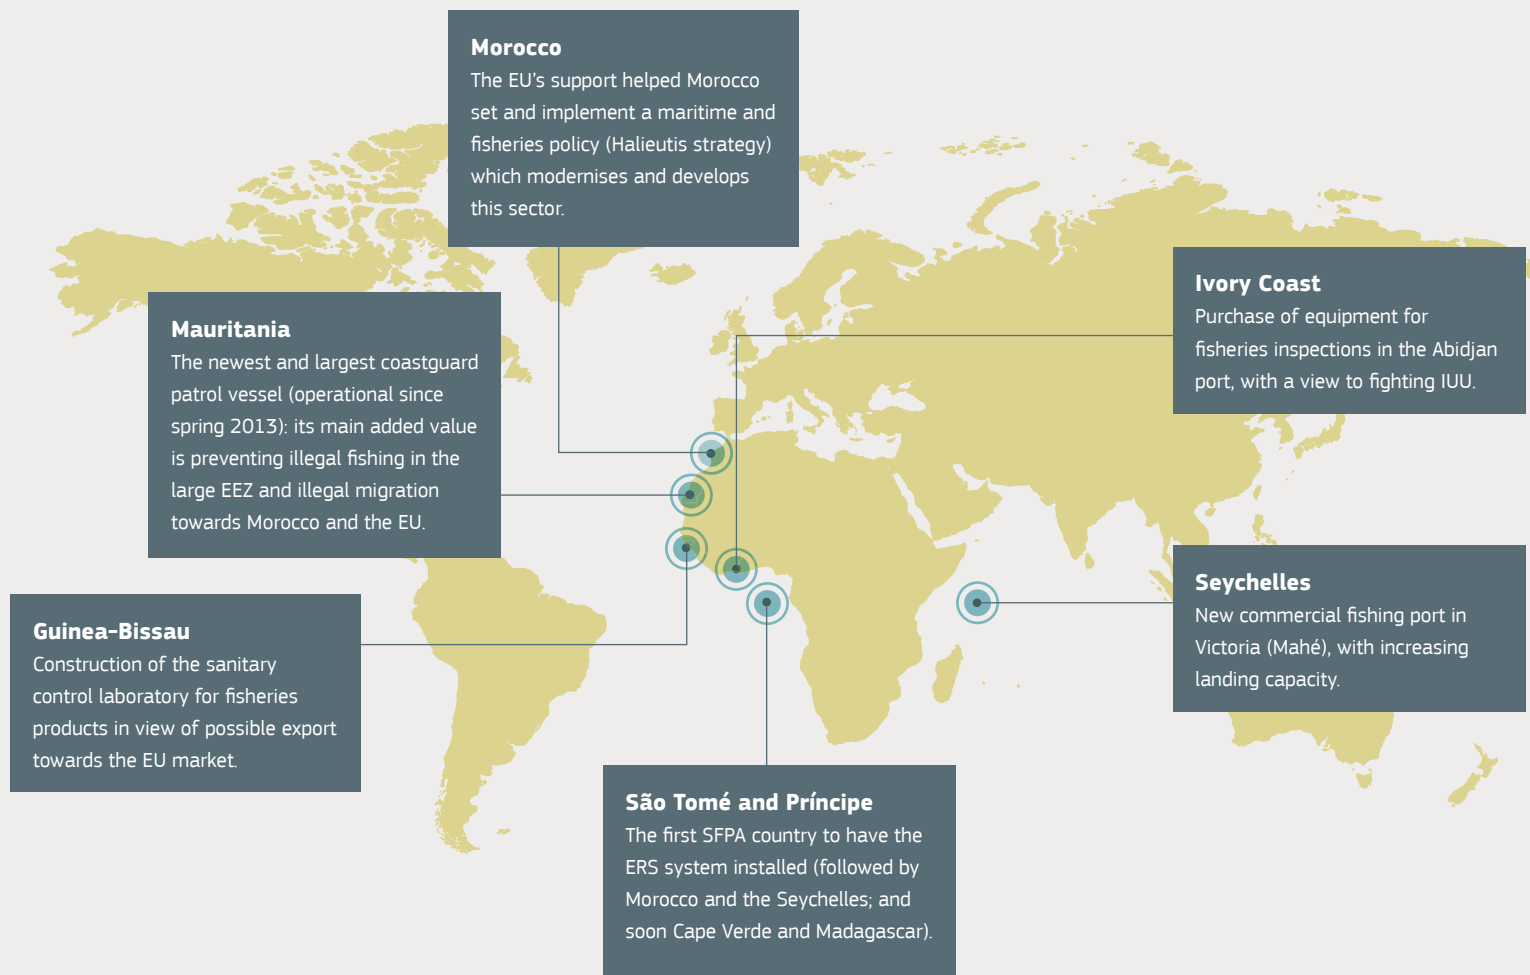 Morocco
The EU's support helped Morocco
set and implement a maritime and
fisheries policy (Halieutis strategy)
which modernises and develops
this sector.
Ivory Coast
Purchase of equipment for
fisheries inspections in the Abidjan
port, with a view to fighting IUU.
Mauritania
The newest and largest coastguard
patrol vessel (operational since
spring 2013): its main added value
is preventing illegal fishing in the
large EEZ and illegal migration
towards Morocco and the EU.
Seychelles
New commercial fishing port in
Victoria (Mahé), with increasing
landing capacity.
Guinea-Bissau
Construction of the sanitary
control laboratory for fisheries
products in view of possible export
towards the EU market.
São Tomé and Príncipe
The first SFPA country to have the
ERS system installed (followed by
Morocco and the Seychelles; and
soon Cape Verde and Madagascar).